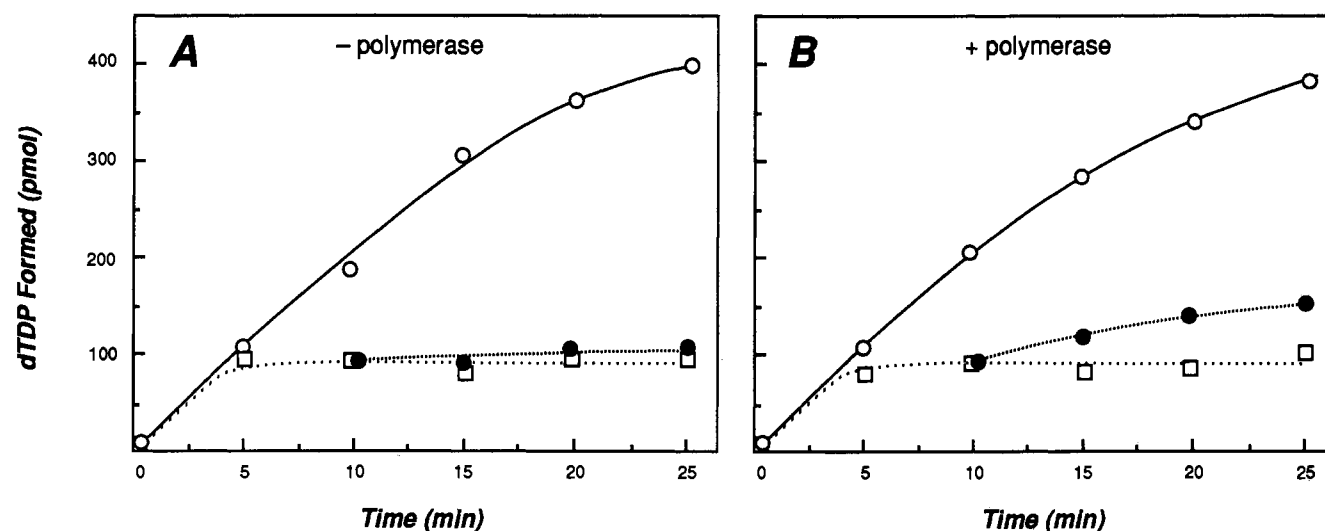 A
– polymerase
B
+ polymerase
dTDP Formed (pmol)
400
300
200
100
0 5 10 15 20 25
0 5 10 15 20 25
Time (min)
Time (min)